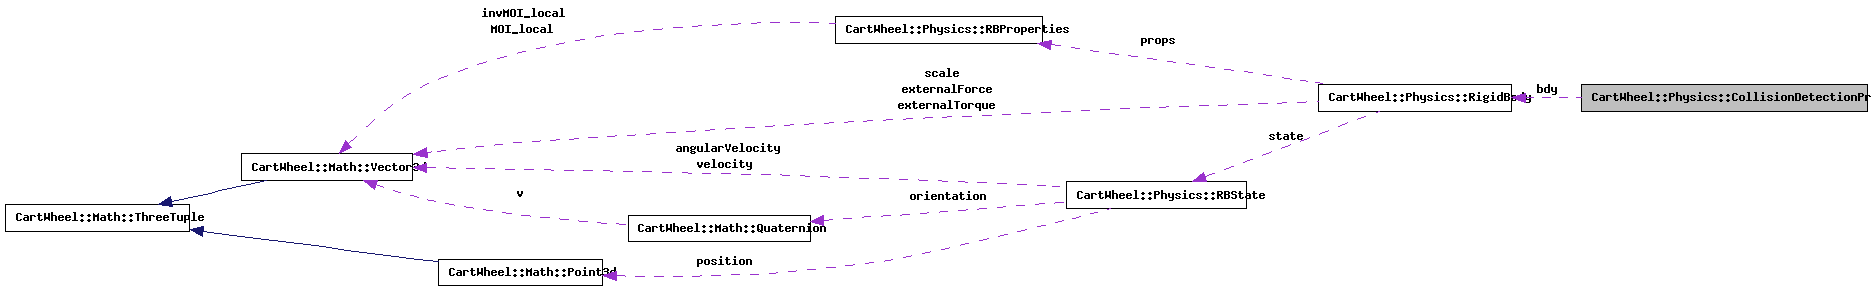 invMOI_local
MOI_local
CartWheel::Physics::RBProperties
props
scale
externalForce
externalTorque
CartWheel::Physics::RigidBody
bdy
CartWheel::Physics::CollisionDetectionPr
state
angularVelocity
velocity
CartWheel::Math::Vector3d
CartWheel::Physics::RBState
v
orientation
CartWheel::Math::ThreeTuple
CartWheel::Math::Quaternion
position
CartWheel::Math::Point3d